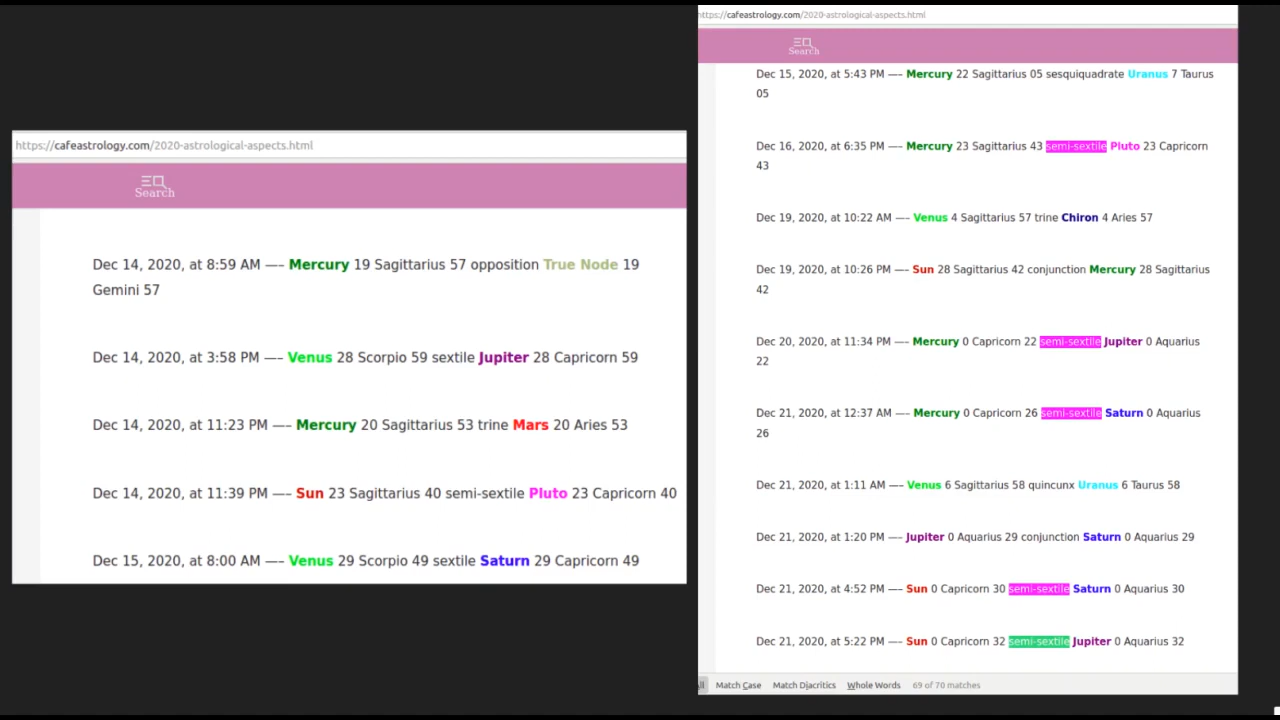 https://cafeastrology.com/2020-astrological-aspects.html
Search
Dec 14, 2020, at 8:59 AM —– Mercury 19 Sagittarius 57 opposition True Node 19
Gemini 57
Dec 14, 2020, at 3:58 PM —– Venus 28 Scorpio 59 sextile Jupiter 28 Capricorn 59
Dec 14, 2020, at 11:23 PM —– Mercury 20 Sagittarius 53 trine Mars 20 Aries 53
Dec 14, 2020, at 11:39 PM —– Sun 23 Sagittarius 40 semi-sextile Pluto 23 Capricorn 40
Dec 15, 2020, at 8:00 AM —– Venus 29 Scorpio 49 sextile Saturn 29 Capricorn 49
https://cafeastrology.com/2020-astrological-aspects.html
Search
Dec 15, 2020, at 5:43 PM —– Mercury 22 Sagittarius 05 sesquiquadrate Uranus 7 Taurus
05
Dec 16, 2020, at 6:35 PM —– Mercury 23 Sagittarius 43 semi-sextile Pluto 23 Capricorn
43
Dec 19, 2020, at 10:22 AM —– Venus 4 Sagittarius 57 trine Chiron 4 Aries 57
Dec 19, 2020, at 10:26 PM —– Sun 28 Sagittarius 42 conjunction Mercury 28 Sagittarius
42
Dec 20, 2020, at 11:34 PM —– Mercury 0 Capricorn 22 semi-sextile Jupiter 0 Aquarius
22
Dec 21, 2020, at 12:37 AM —– Mercury 0 Capricorn 26 semi-sextile Saturn 0 Aquarius
26
Dec 21, 2020, at 1:11 AM —– Venus 6 Sagittarius 58 quincunx Uranus 6 Taurus 58
Dec 21, 2020, at 1:20 PM —– Jupiter 0 Aquarius 29 conjunction Saturn 0 Aquarius 29
Dec 21, 2020, at 4:52 PM —– Sun 0 Capricorn 30 semi-sextile Saturn 0 Aquarius 30
Dec 21, 2020, at 5:22 PM —– Sun 0 Capricorn 32 semi-sextile Jupiter 0 Aquarius 32
Match Case Match Diacritics Whole Words 69 of 70 matches